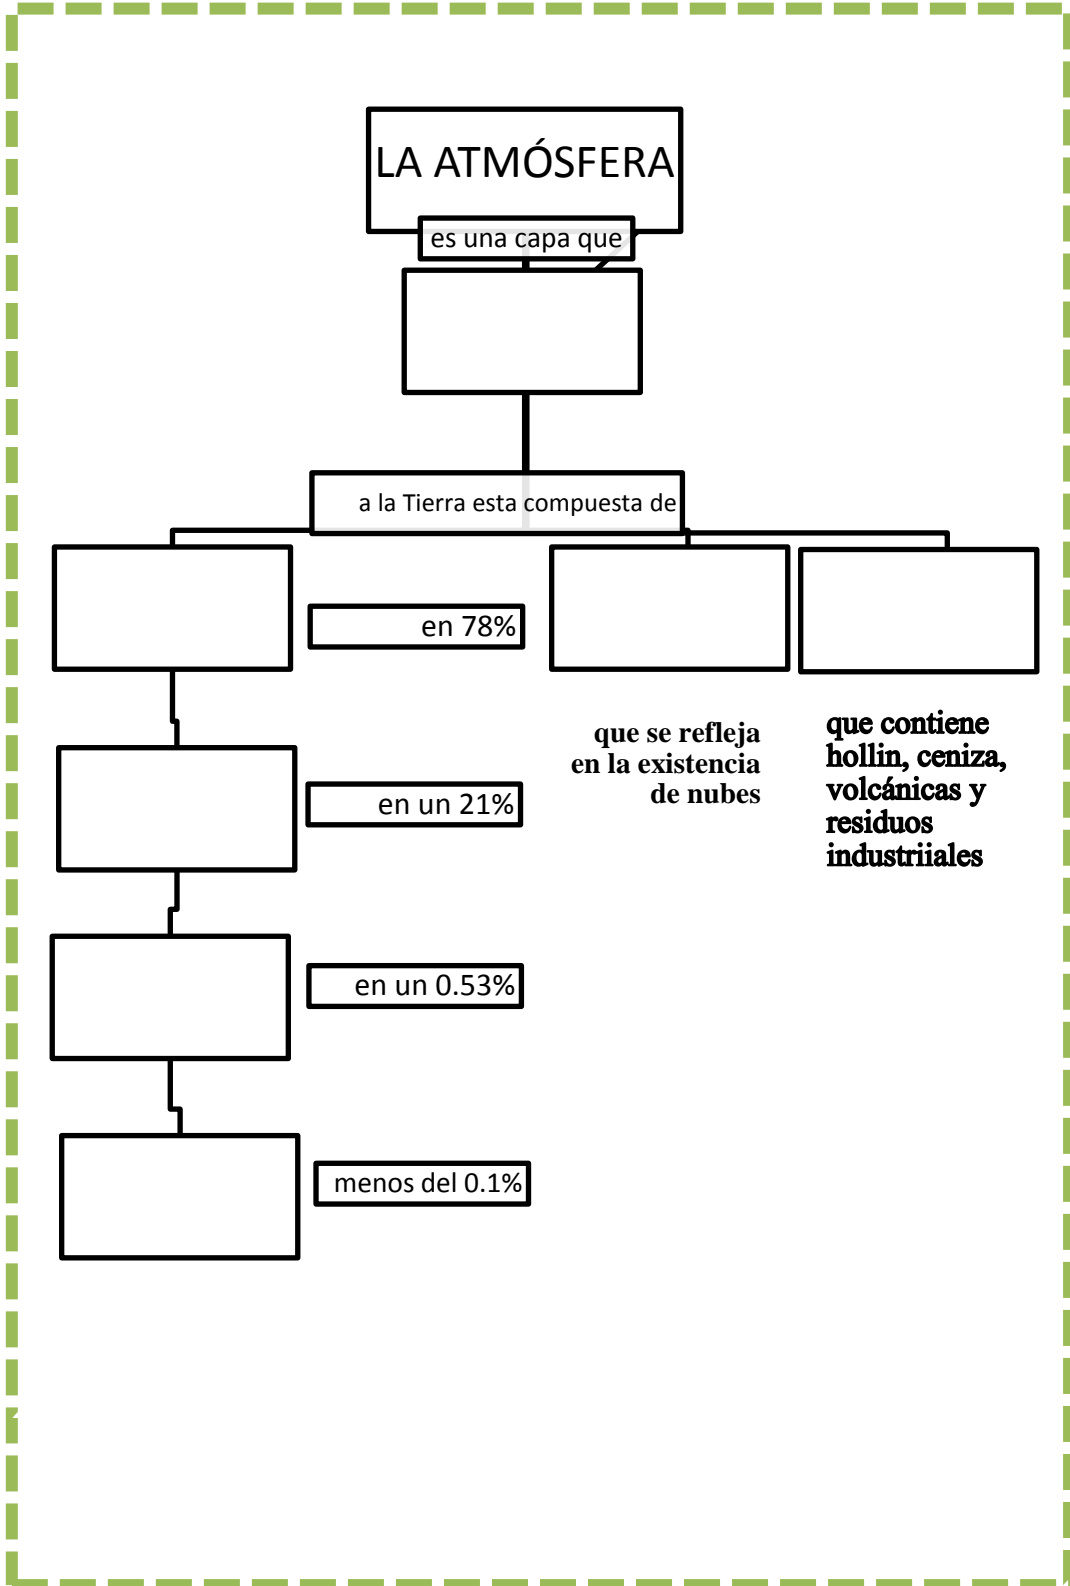 LA ATMÓSFERA
es una capa que
a la Tierra esta compuesta de
en 78%
que se refleja
en la existencia
de nubes
que contiene
hollin, ceniza,
volcánicas y
residuos
industriiales
en un 21%
en un 0.53%
menos del 0.1%